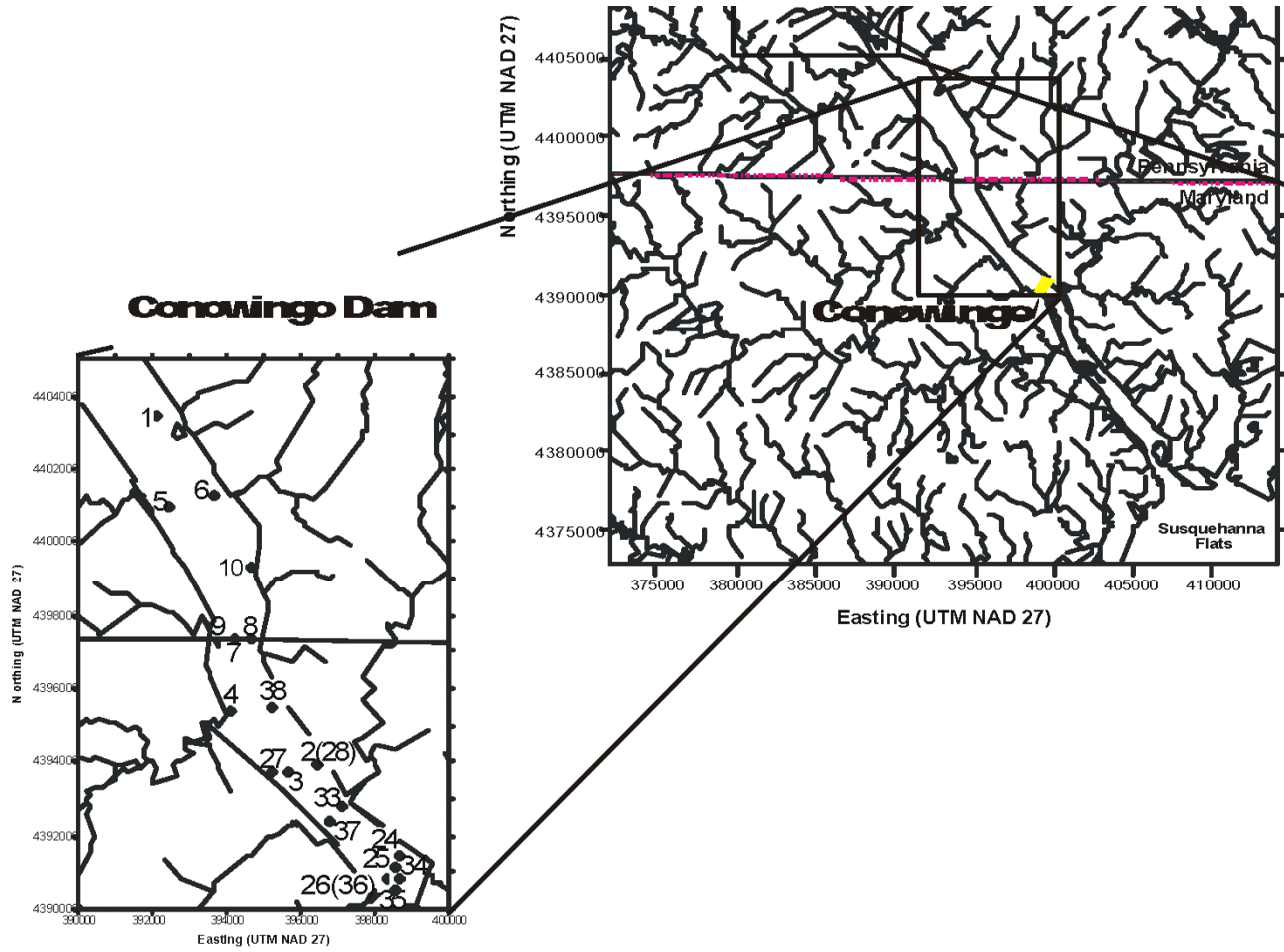 Northing (UTM NAD 27)
4405000
4400000
4395000
4390000
4385000
4380000
4375000
Pennsylvania
Maryland
Conowingo
Susquehanna
Flats
375000 380000 385000 390000 395000 400000 405000 410000
Easting (UTM NAD 27)
Conowingo Dam
Northing (UTM NAD 27)
4404000
4402000
4400000
4398000
4396000
4394000
4392000
4390000
1
6
5
10
9 8
7
4 38
2(28)
27
3
33
37
24
25 34
26(36)
35
390000 392000 394000 396000 398000 400000
Easting (UTM NAD 27)